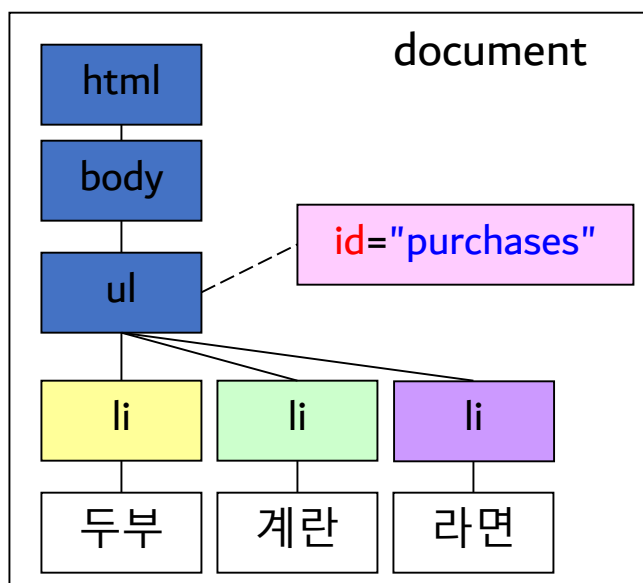 document
html
body
id="purchases"
ul
li li li
두부 계란 라면